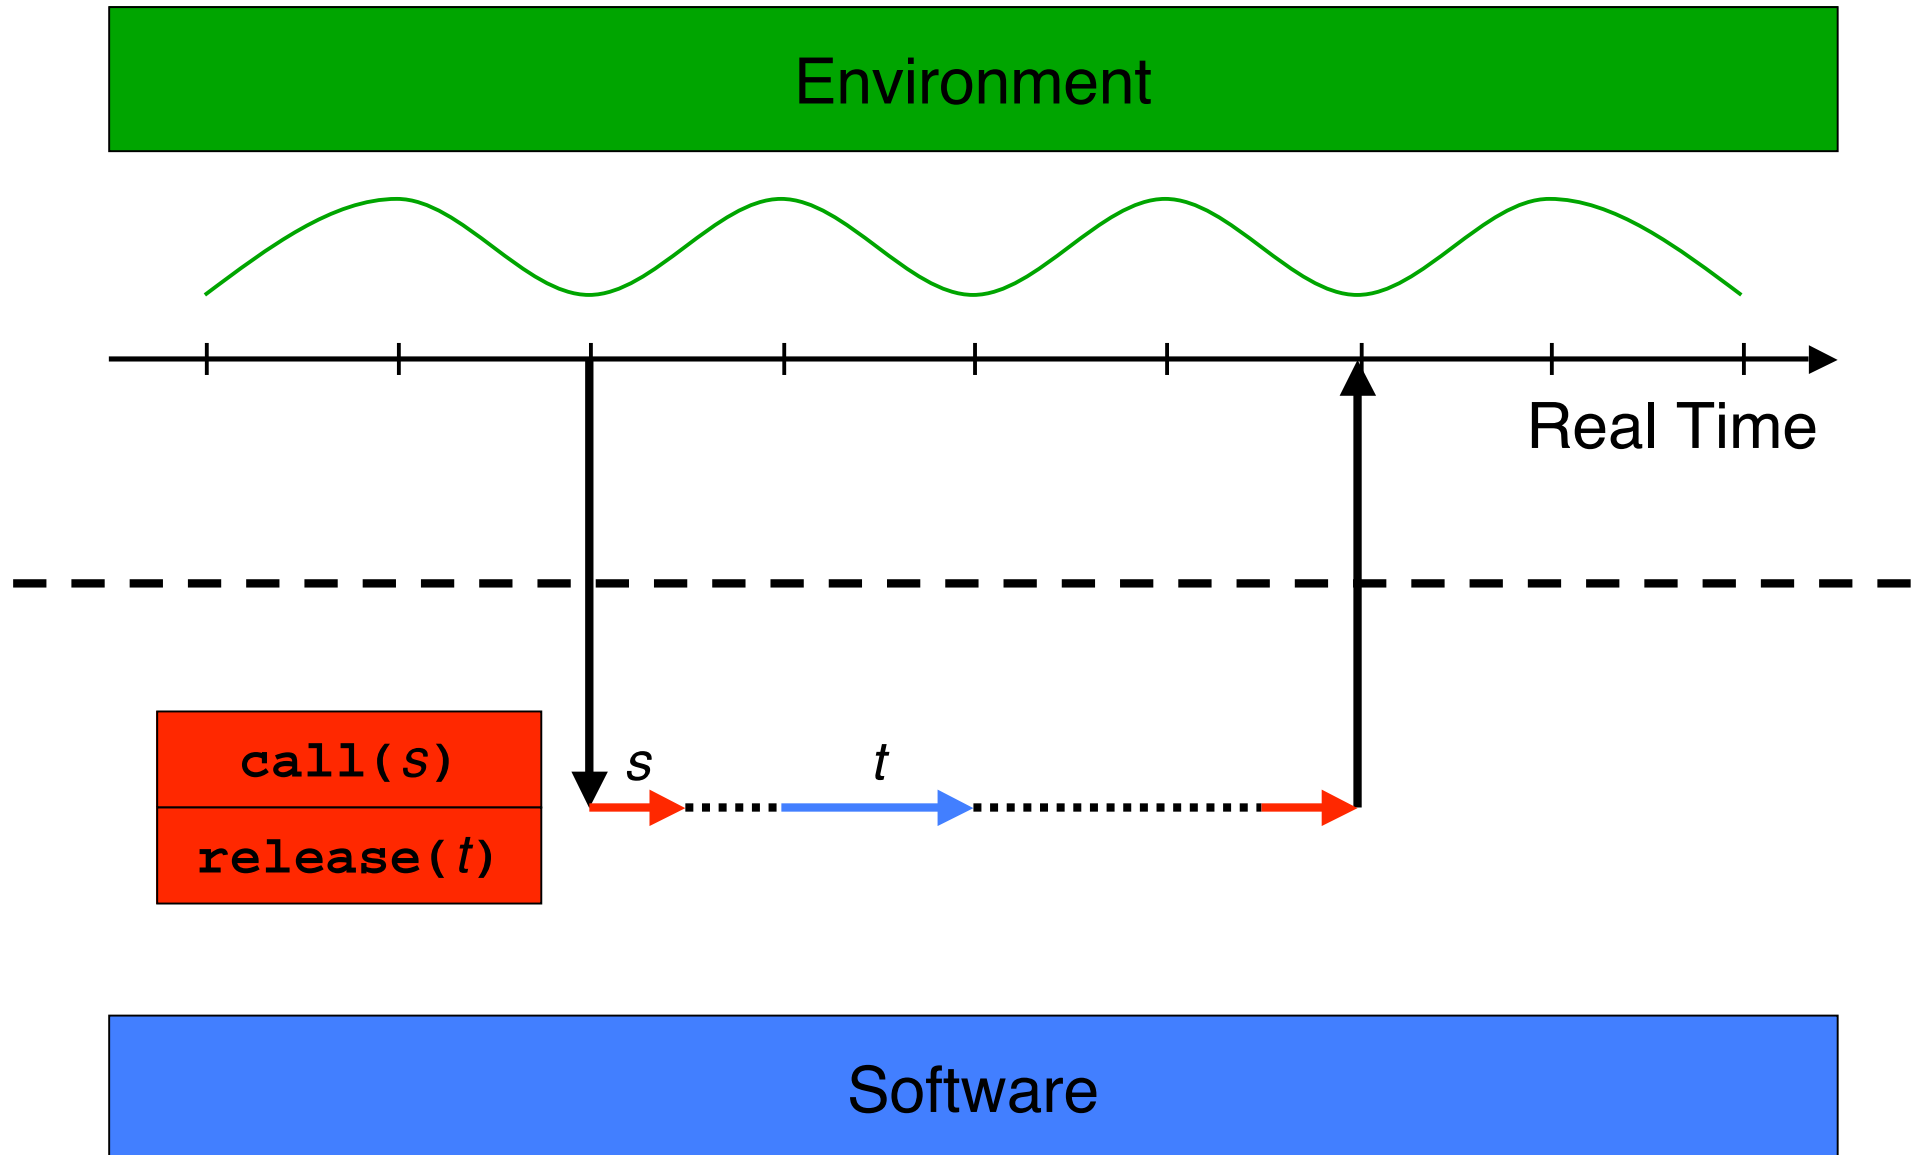 Environment
Real Time
s t
call(s)
release(t)
Software